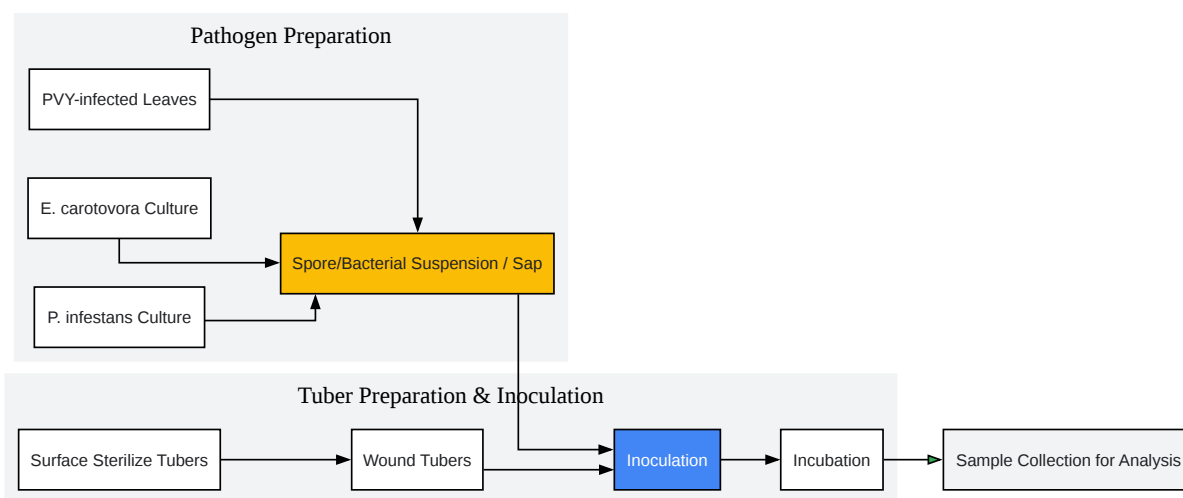 Pathogen Preparation
PVY-infected Leaves
E. carotovora Culture
Spore/Bacterial Suspension / Sap
P. infestans Culture
Tuber Preparation & Inoculation
Surface Sterilize Tubers
Wound Tubers
Inoculation
Incubation
Sample Collection for Analysis